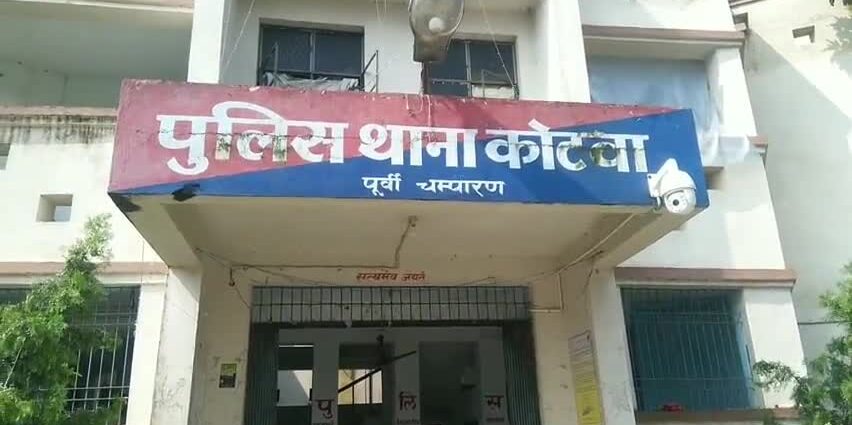 पुलिस थाना कोटवा
पूर्वी चम्पारण
सत्यमेव जयते
पु लि स